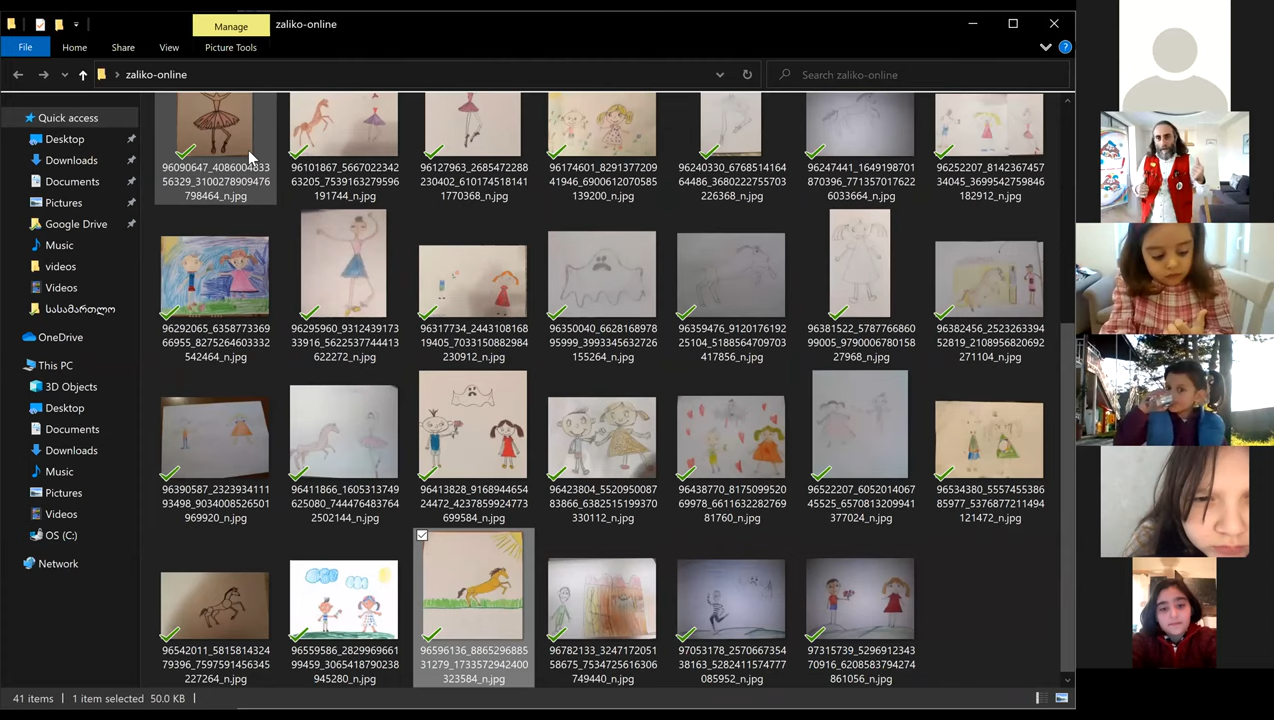 Manage
zaliko-online
File
Home
Share
View
Picture Tools
zaliko-online
Search zaliko-online
Quick access
Desktop
Downloads
Documents
Pictures
Google Drive
Music
videos
Videos
სასამართლო
OneDrive
This PC
3D Objects
Desktop
Documents
Downloads
Music
Pictures
Videos
OS (C:)
Network
96090647_4086004333
56329_3100278909476
798464_n.jpg
96101867_5667022342
63205_7539163279596
191744_n.jpg
96127963_2685472288
230402_610174518141
1770368_n.jpg
96174601_8291377209
41946_6900612070585
139200_n.jpg
96240330_6768514164
64486_3680222755703
226368_n.jpg
96247441_1649198701
870396_771357017622
6033664_n.jpg
96252207_8142367457
34045_3699542759846
182912_n.jpg
96292065_6358773369
66955_8275264603332
542464_n.jpg
96295960_9312439173
33916_5622537744413
622272_n.jpg
96317734_2443108168
19405_7033150882984
230912_n.jpg
96350040_6628168978
95999_3993345632726
155264_n.jpg
96359476_9120176192
25104_5188564709703
417856_n.jpg
96381522_5787766860
99005_9790006780158
27968_n.jpg
96382456_2523263394
52819_2108956820692
271104_n.jpg
96390587_2323934111
93498_9034008526501
969920_n.jpg
96411866_1605313749
625080_744476483764
2502144_n.jpg
96413828_9168944654
24472_4237859924773
699584_n.jpg
96423804_5520950087
83866_6382515199370
330112_n.jpg
96438770_8175099520
69978_6611632282769
81760_n.jpg
96522207_6052014067
45525_6570813209941
377024_n.jpg
96534380_5557455386
85977_5376877211494
121472_n.jpg
96542011_5815814324
79396_7597591456345
227264_n.jpg
96559586_2829969661
99459_3065418790238
945280_n.jpg
96596136_8865296885
31279_1733572942400
323584_n.jpg
96782133_3247172051
58675_7534725616306
749440_n.jpg
97053178_2570667354
38163_5282411574777
085952_n.jpg
97315739_5296912343
70916_6208583794274
861056_n.jpg
41 items
1 item selected 50.0 KB